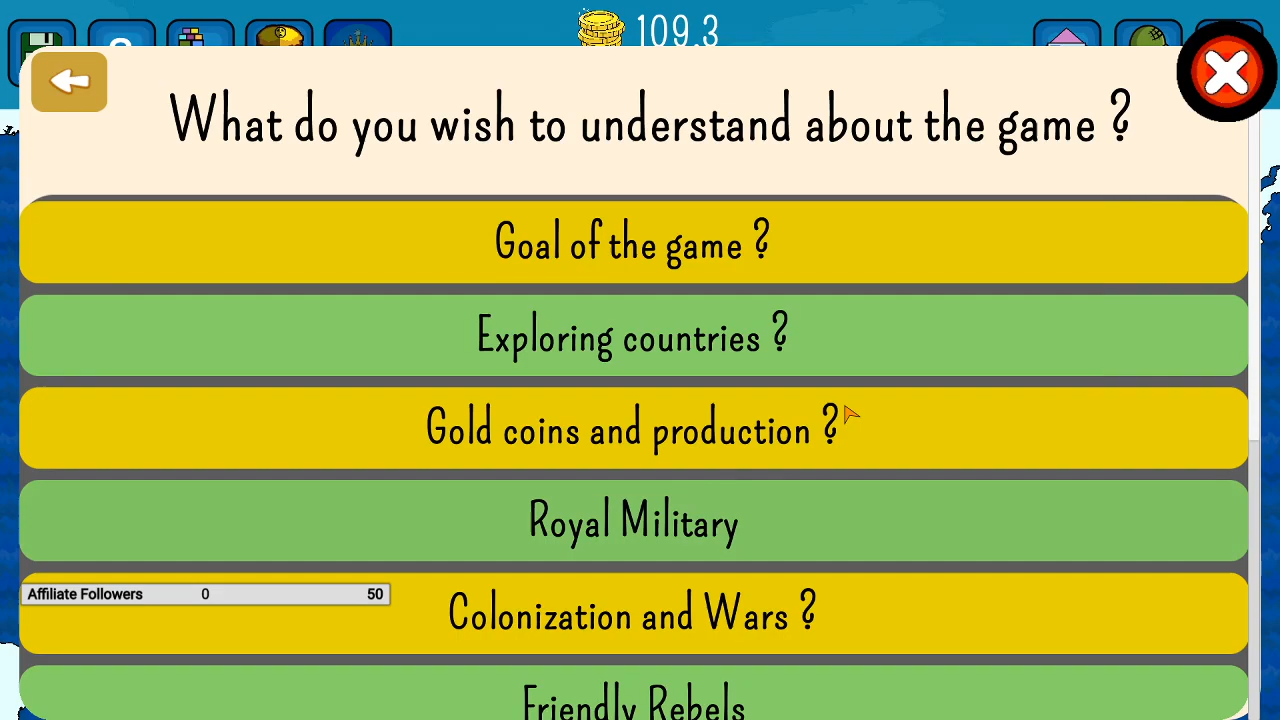 109.3
What do you wish to understand about the game ?
Goal of the game ?
Exploring countries ?
Gold coins and production ?
Royal Military
Affiliate Followers 0 50
Colonization and Wars ?
Friendly Rebels